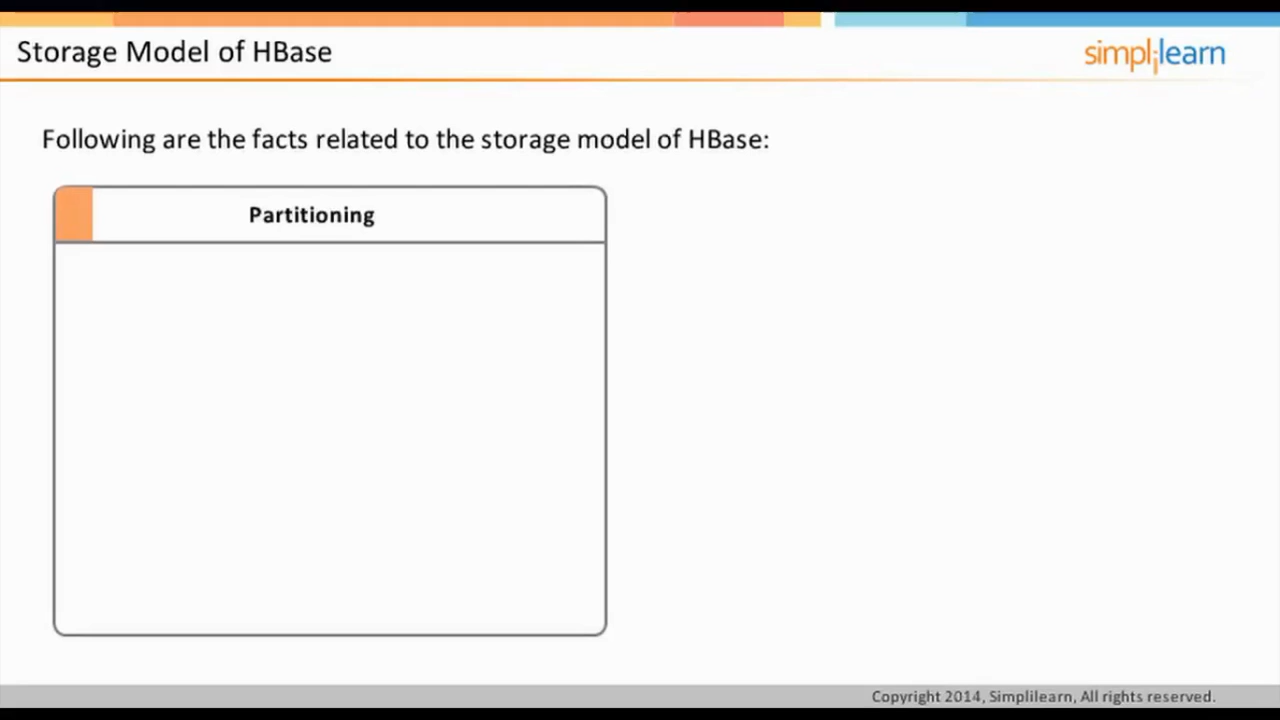 Storage Model of HBase
simplilearn
Following are the facts related to the storage model of HBase:
Partitioning
Copyright 2014, Simplilearn, All rights reserved.